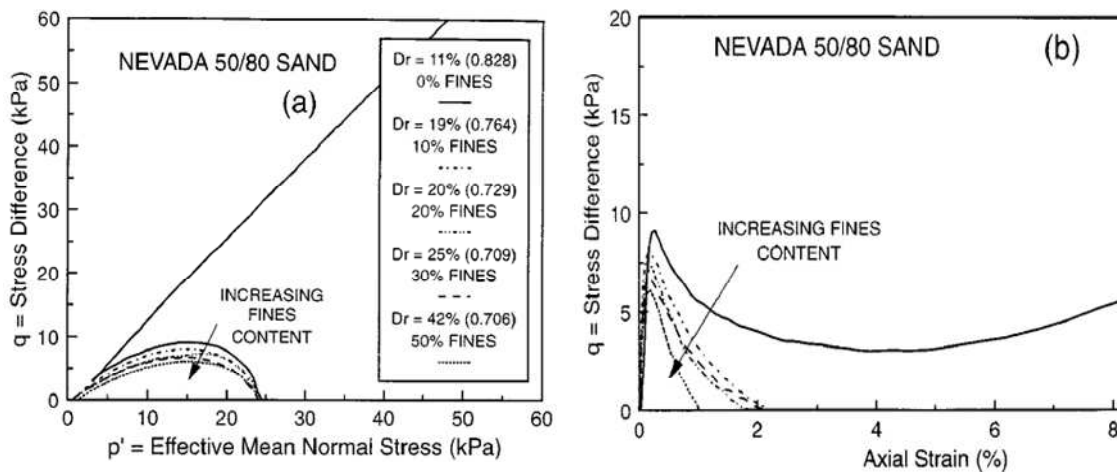 NEVADA 50/80 SAND
(a)
Dr = 11% (0.828)
0% FINES
Dr = 19% (0.764)
10% FINES
Dr = 20% (0.729)
20% FINES
Dr = 25% (0.709)
30% FINES
Dr = 42% (0.706)
50% FINES
INCREASING
FINES
CONTENT
q = Stress Difference (kPa)
60
50
40
30
20
10
0
0 10 20 30 40 50 60
p' = Effective Mean Normal Stress (kPa)
NEVADA 50/80 SAND
(b)
INCREASING FINES
CONTENT
q = Stress Difference (kPa)
20
15
10
5
0
0 2 4 6 8
Axial Strain (%)